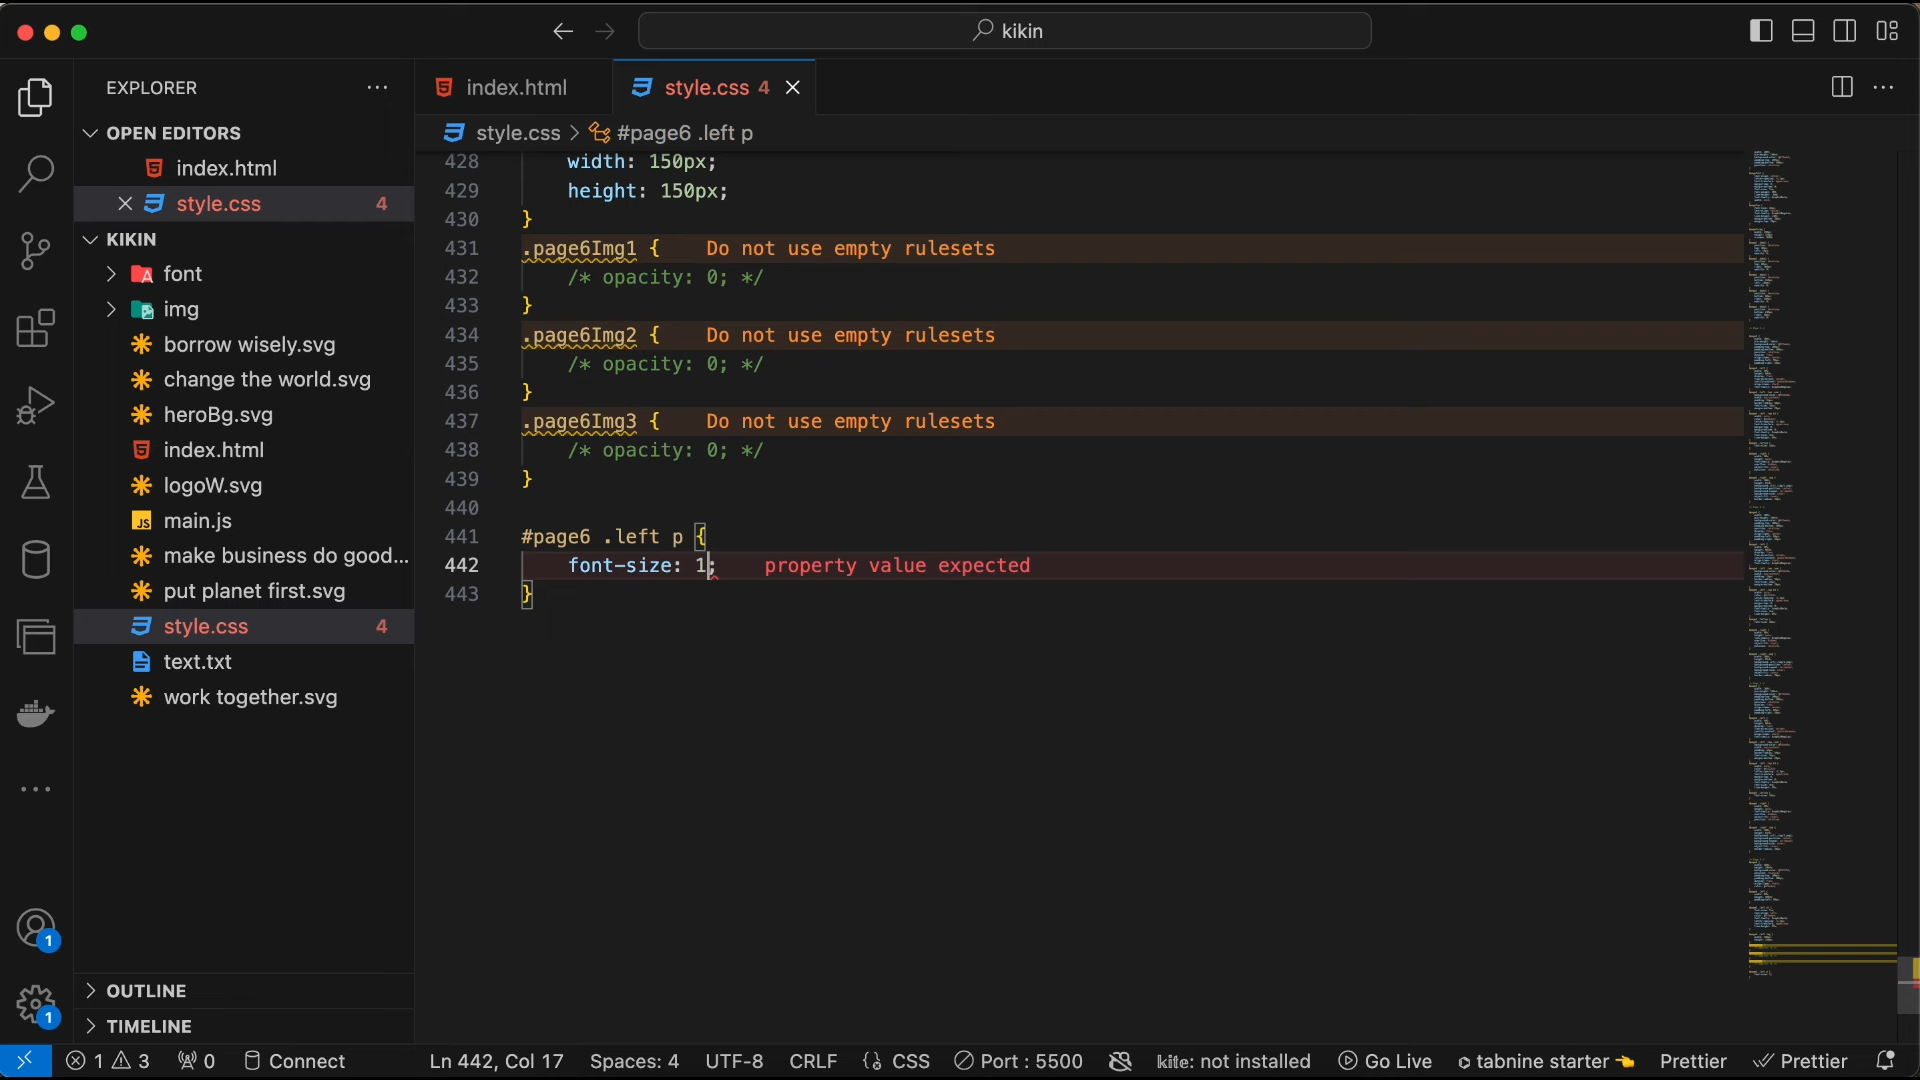 kikin
EXPLORER
index.html
style.css 4
OPEN EDITORS
style.css > #page6 .left p
index.html
style.css 4
KIKIN
font
img
borrow wisely.svg
change the world.svg
heroBg.svg
index.html
logoW.svg
main.js
make business do good...
put planet first.svg
style.css 4
text.txt
work together.svg
OUTLINE
TIMELINE
428 width: 150px;
429 height: 150px;
430 }
431 .page6Img1 { Do not use empty rulesets
432 /* opacity: 0; */
433 }
434 .page6Img2 { Do not use empty rulesets
435 /* opacity: 0; */
436 }
437 .page6Img3 { Do not use empty rulesets
438 /* opacity: 0; */
439 }
440
441 #page6 .left p {
442 font-size: 1; property value expected
443 }
1
1
1 3 0 Connect Ln 442, Col 17 Spaces: 4 UTF-8 CRLF {} CSS Port : 5500 kite: not installed Go Live tabnine starter Prettier Prettier